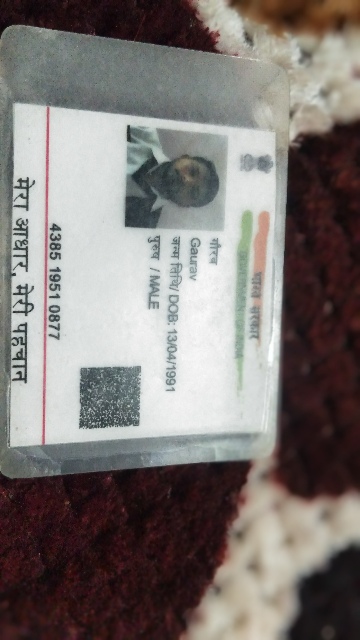 भारत सरकार
GOVERNMENT OF INDIA
गौरव
Gaurav
जन्म तिथि/ DOB: 13/04/1991
पुरुष / MALE
4385 1951 0877
मेरा आधार, मेरी पहचान